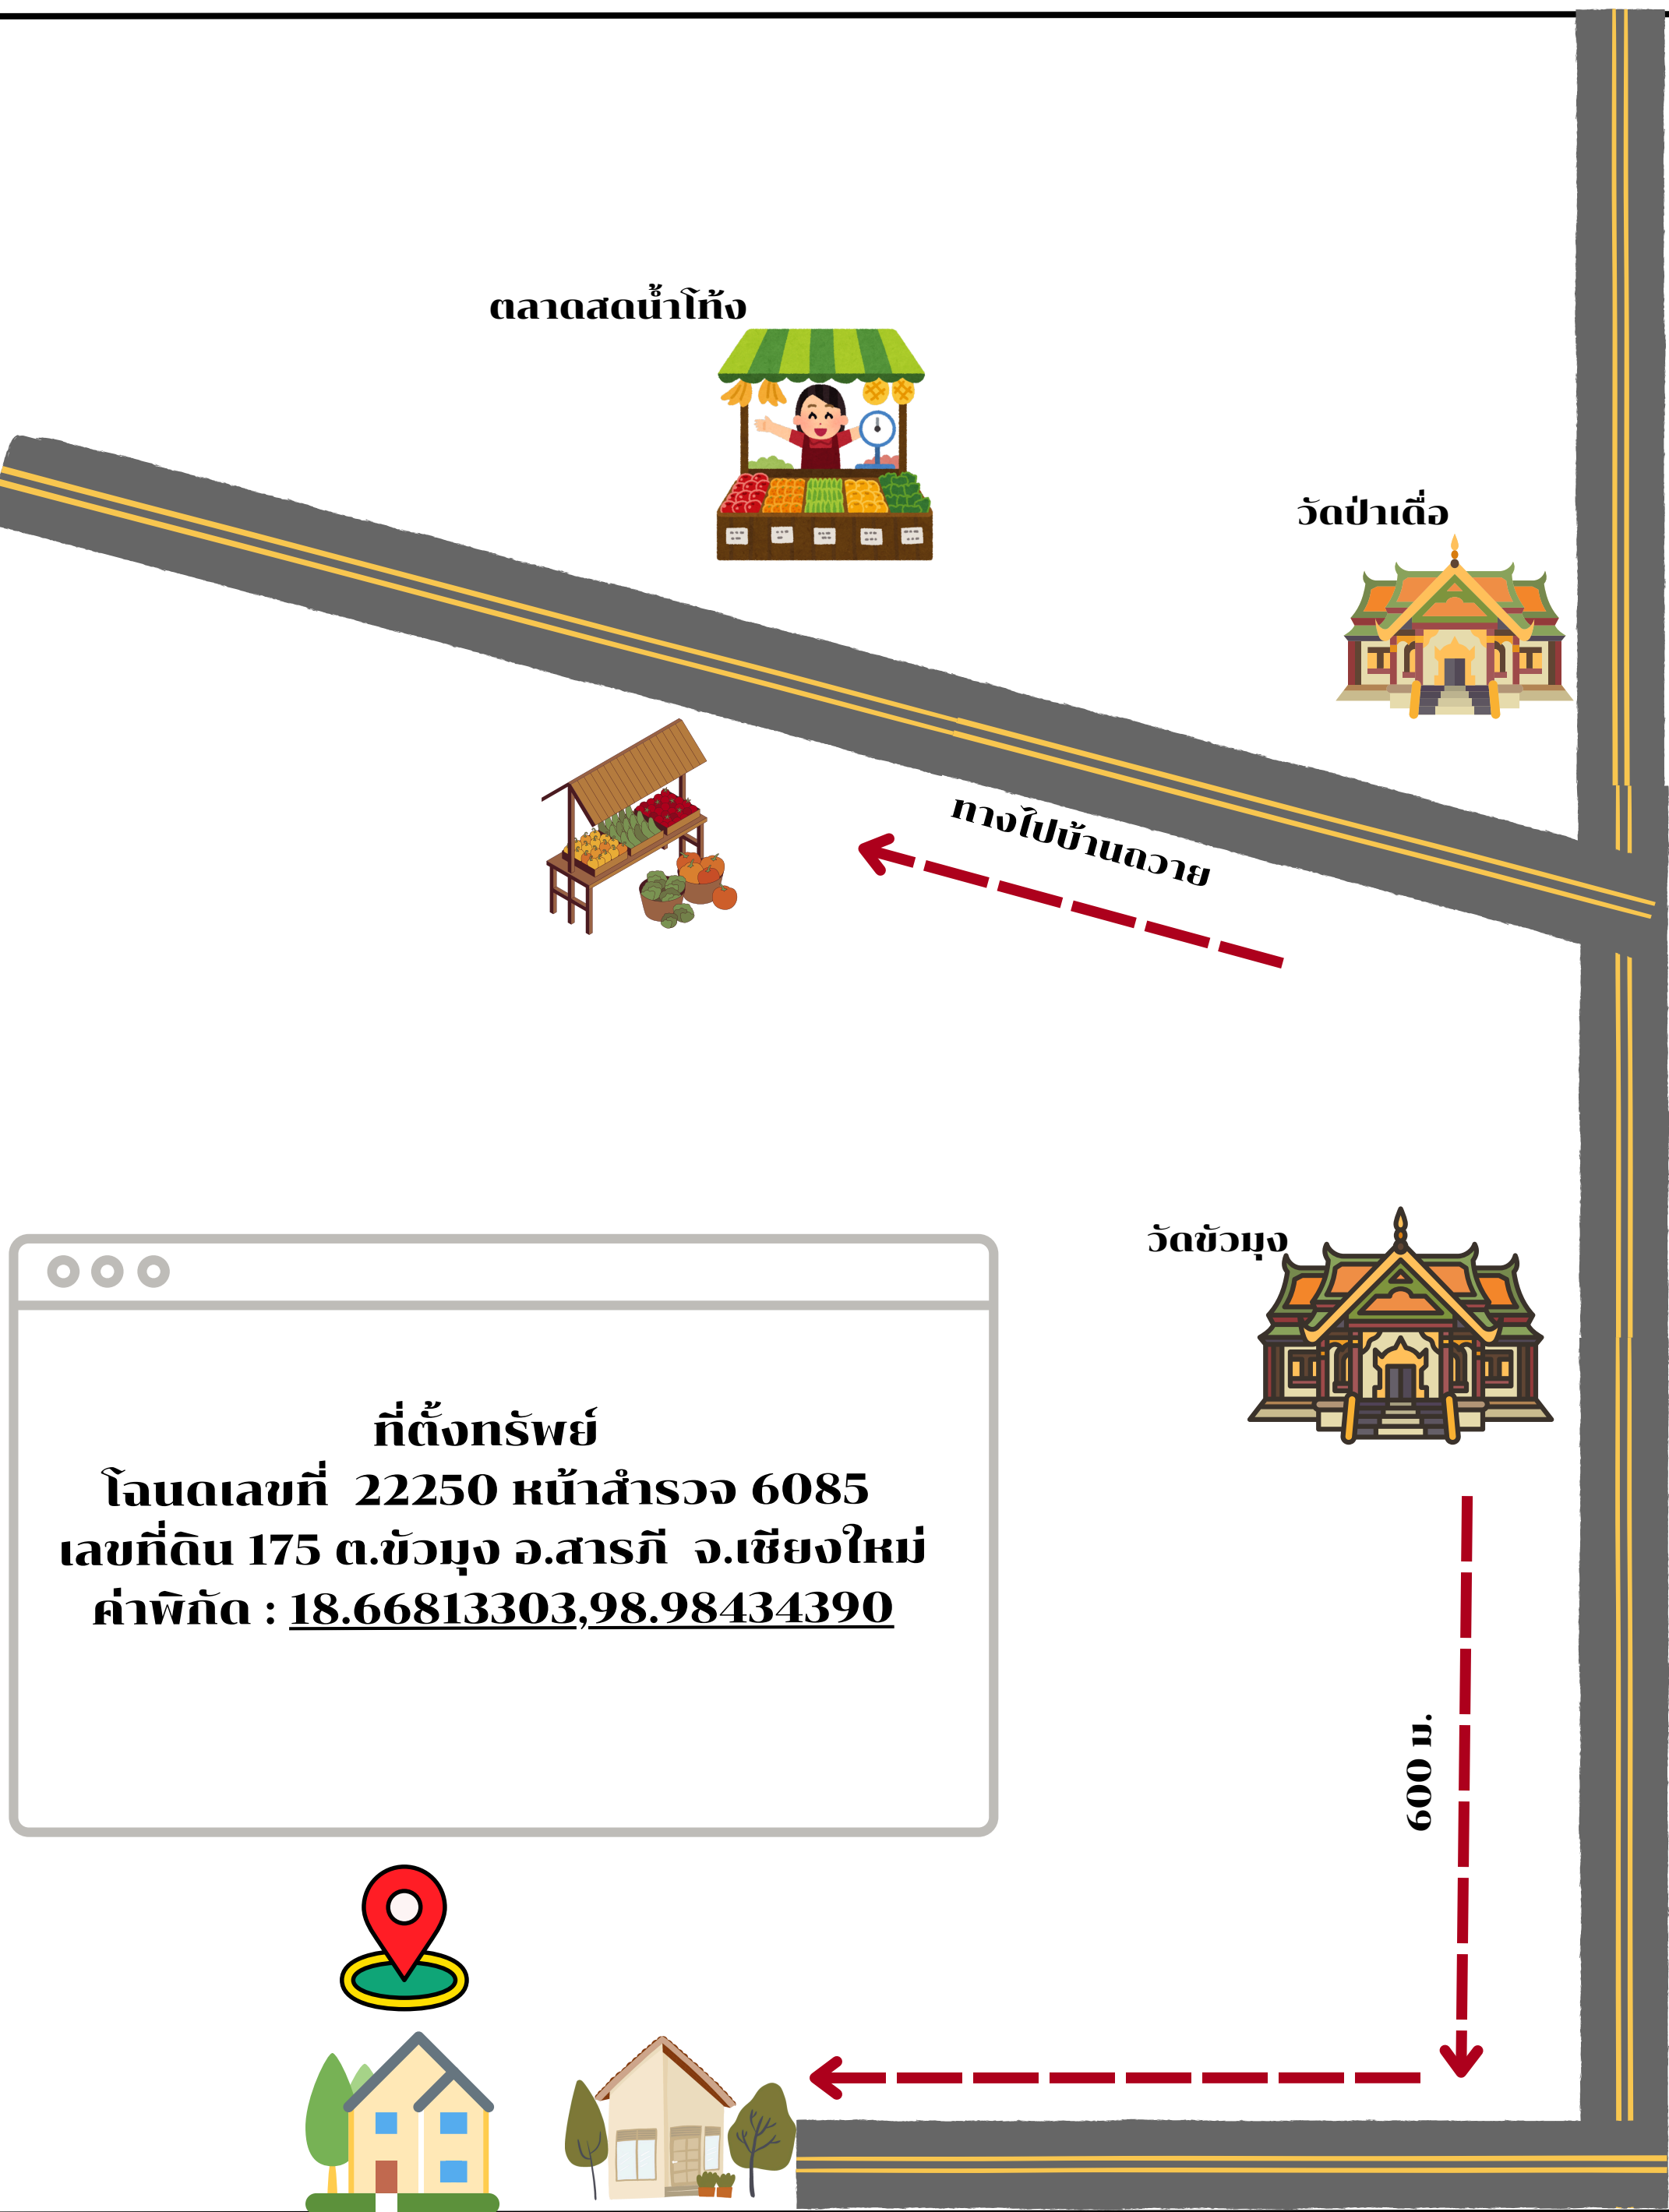 ตลาดสดน้ำโท้ง
วัดป่าเดื่อ
ทางไปบ้านถวาย
วัดขัวมุง
ที่ตั้งทรัพย์
โฉนดเลขที่  22250 หน้าสำรวจ 6085
เลขที่ดิน 175 ต.ขัวมุง อ.สารภี  จ.เชียงใหม่
ค่าพิกัด : 18.66813303,98.98434390
600 ม.